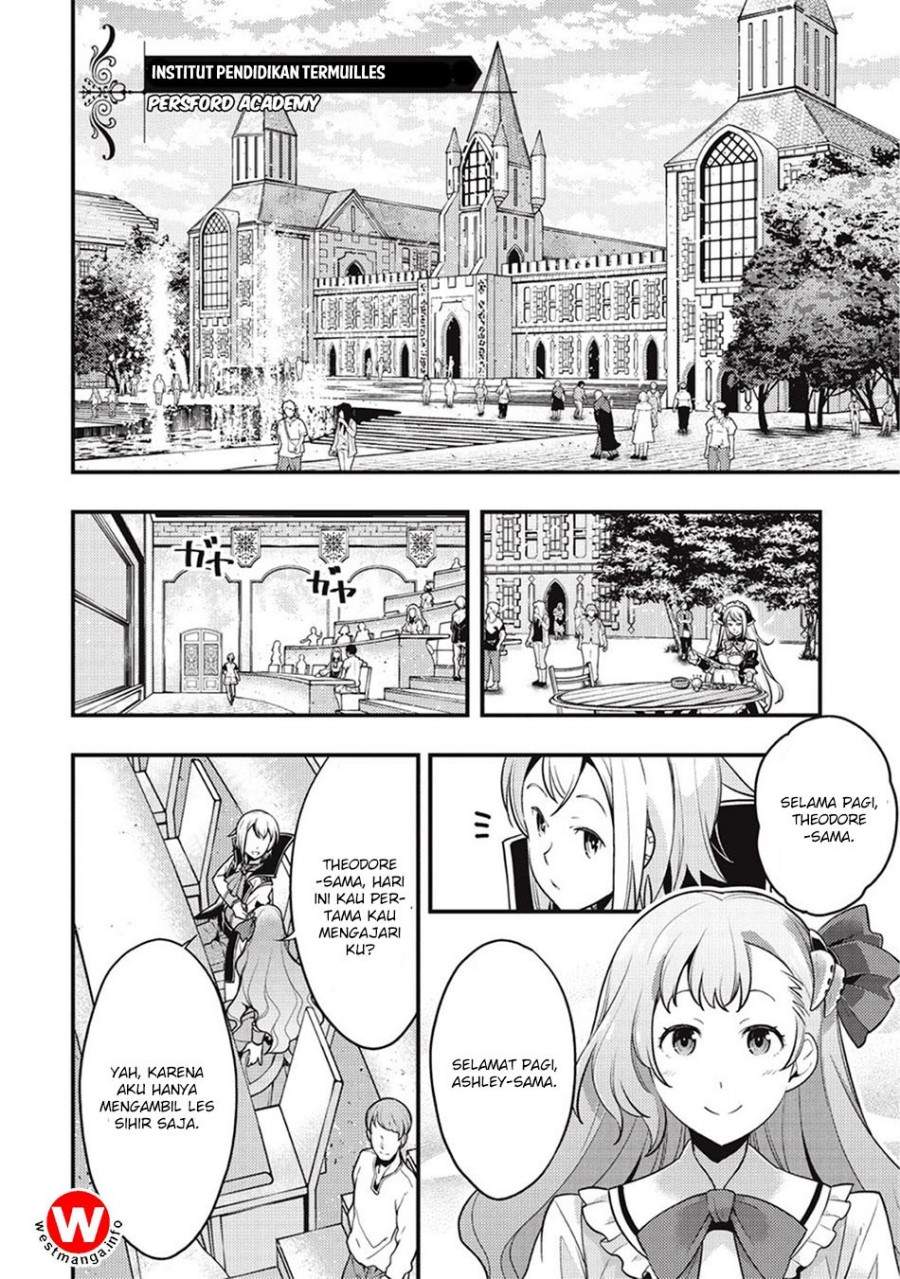 INSTITUT PENDIDIKAN TERMUILLES
PERSFORD ACADEMY
ガヤ
ガヤ
SELAMA PAGI,
THEODORE
-SAMA.
SELAMAT PAGI,
ASHLEY-SAMA.
THEODORE
-SAMA, HARI
INI KAU PER-
TAMA KAU
MENGAJARI
KU?
YAH, KARENA
AKU HANYA
MENGAMBIL LES
SIHIR SAJA.
W
westmanga.info